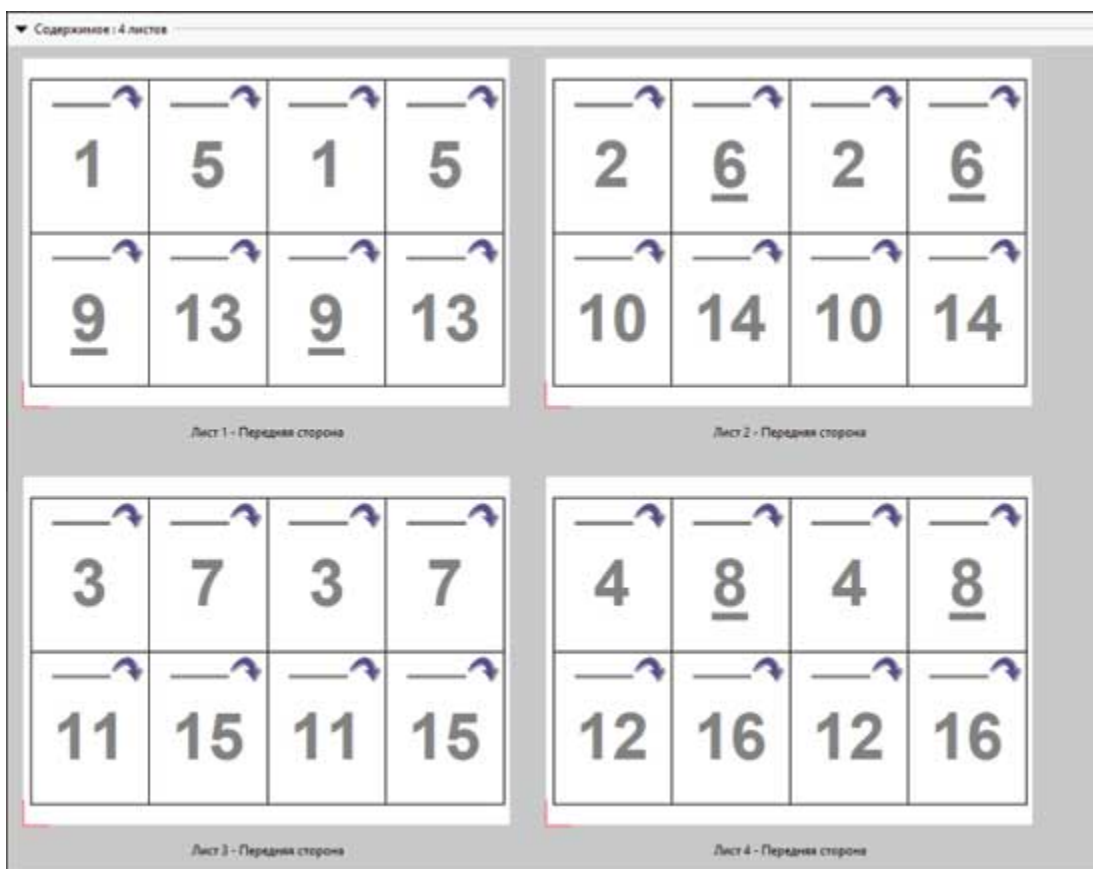 Содержимое : 4 листов
1 5 1 5
9 13 9 13
Лист 1 - Передняя сторона
2 6 2 6
10 14 10 14
Лист 2 - Передняя сторона
3 7 3 7
11 15 11 15
Лист 3 - Передняя сторона
4 8 4 8
12 16 12 16
Лист 4 - Передняя сторона